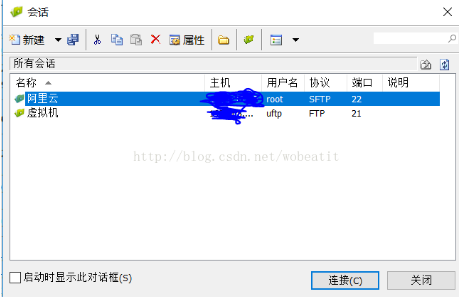 会话
新建 属性
所有会话
名称 主机 用户名 协议 端口 说明
阿里云 root SFTP 22
虚拟机 uftp FTP 21
http://blog.csdn.net/wobeatit
启动时显示此对话框(S)
连接(C) 关闭